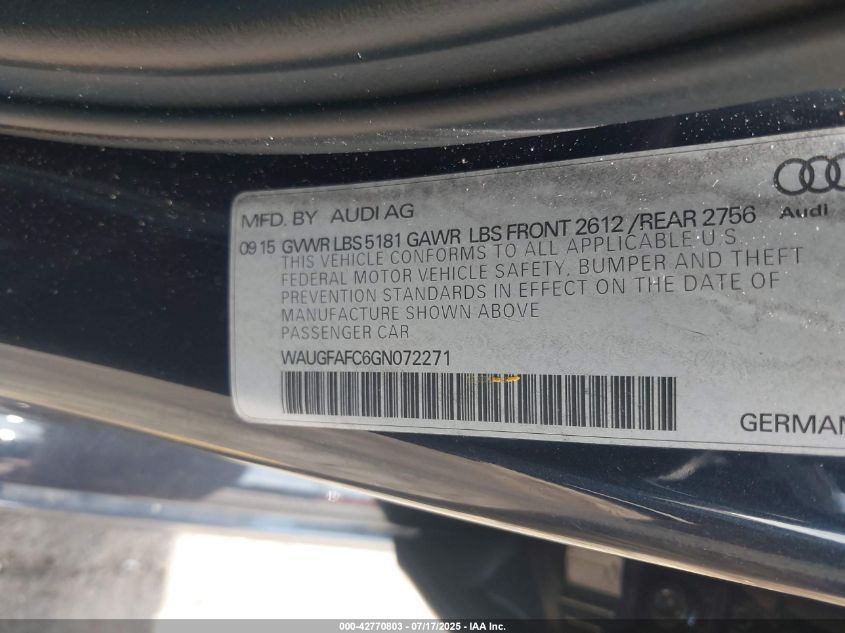 MFD. BY AUDI AG
Audi
09 15 GVWR LBS 5181 GAWR LBS FRONT 2612 /REAR 2756
THIS VEHICLE CONFORMS TO ALL APPLICABLE U.S.
FEDERAL MOTOR VEHICLE SAFETY, BUMPER AND THEFT
PREVENTION STANDARDS IN EFFECT ON THE DATE OF
MANUFACTURE SHOWN ABOVE
PASSENGER CAR
WAUGFAFC6GN072271
GERMAN
000-42770803 - 07/17/2025 - IAA Inc.